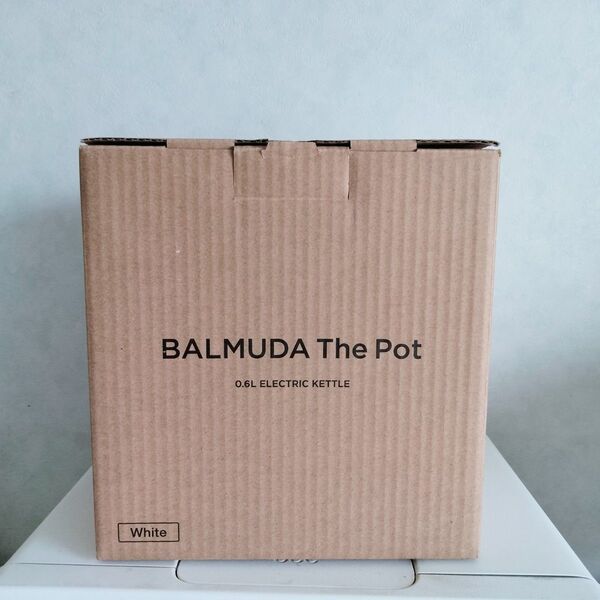 BALMUDA The Pot
0.6L ELECTRIC KETTLE
White